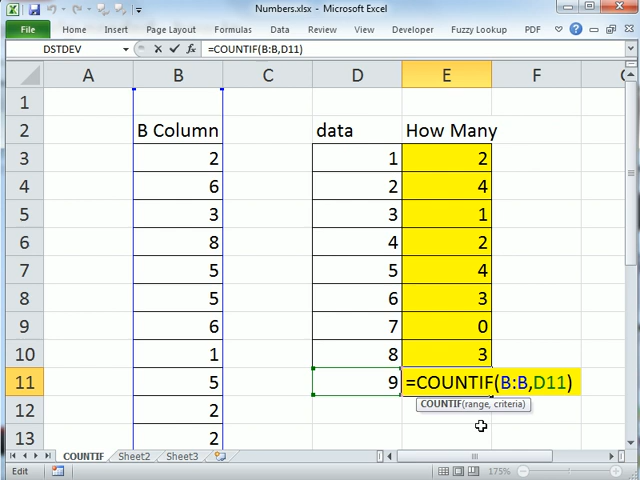 Numbers.xlsx - Microsoft Excel
File Home Insert Page Layout Formulas Data Review View Developer Fuzzy Lookup PDF
DSTDEV fx =COUNTIF(B:B,D11)
A B C D E F
1
2 B Column data How Many
3 2 1 2
4 6 2 4
5 3 3 1
6 8 4 2
7 5 5 4
8 5 6 3
9 6 7 0
10 1 8 3
11 5 9 =COUNTIF(B:B,D11)
COUNTIF(range, criteria)
12 2
13 2
COUNTIF Sheet2 Sheet3
Edit 175%